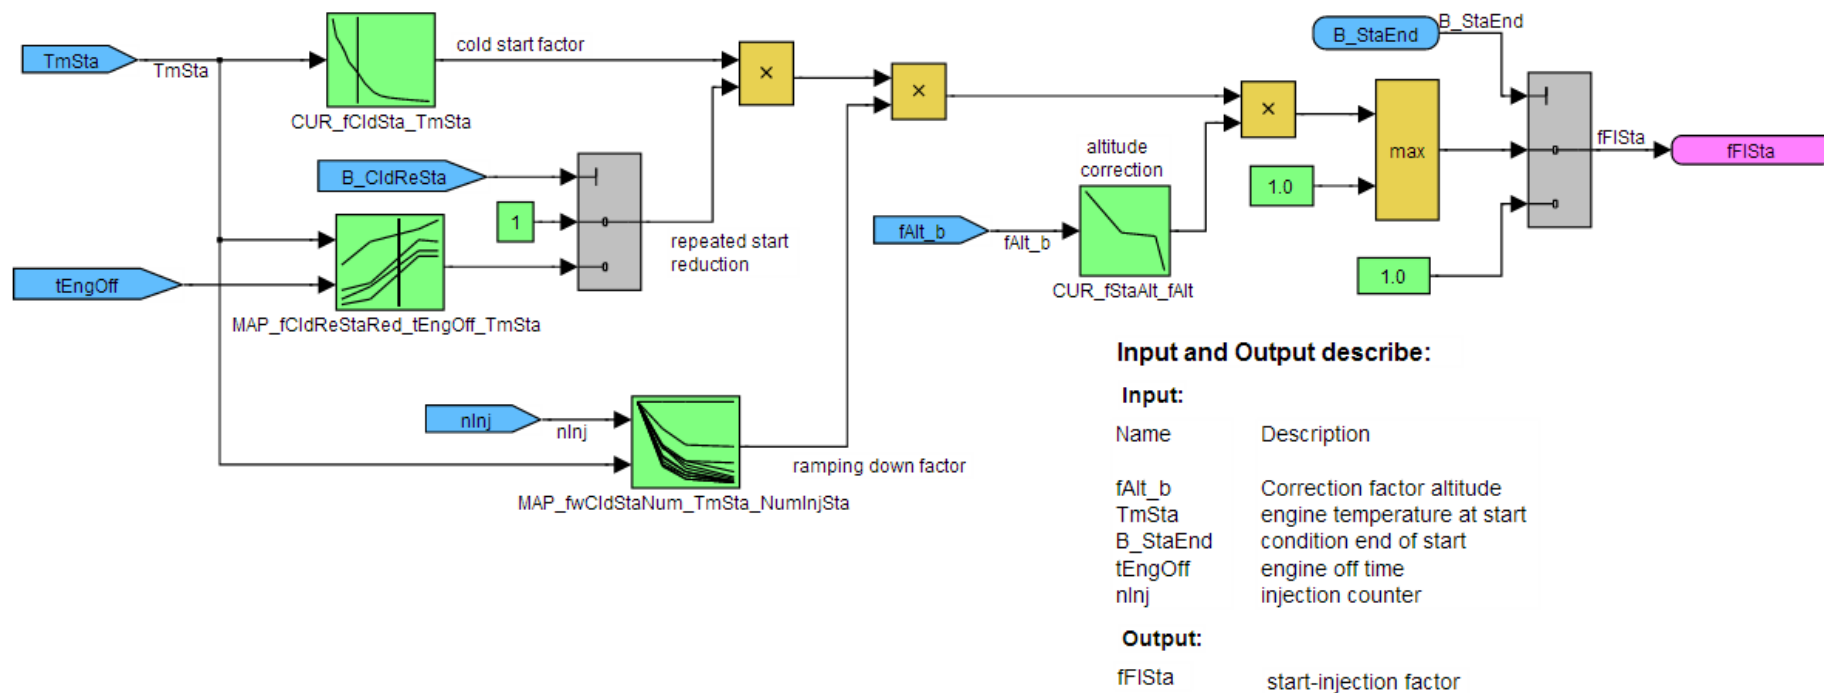 TmSta
TmSta
cold start factor
CUR_fCldSta_TmSta
×
×
B_StaEnd
B_StaEnd
B_CldReSta
1
repeated start
reduction
tEngOff
MAP_fCldReStaRed_tEngOff_TmSta
nInj
nInj
ramping down factor
MAP_fwCldStaNum_TmSta_NumInjSta
fAlt_b
fAlt_b
altitude
correction
CUR_fStaAlt_fAlt
×
1.0
max
1.0
fFlSta
fFlSta
Input and Output describe:
Input:
Name Description
fAlt_b Correction factor altitude
TmSta engine temperature at start
B_StaEnd condition end of start
tEngOff engine off time
nInj injection counter
Output:
fFlSta start-injection factor